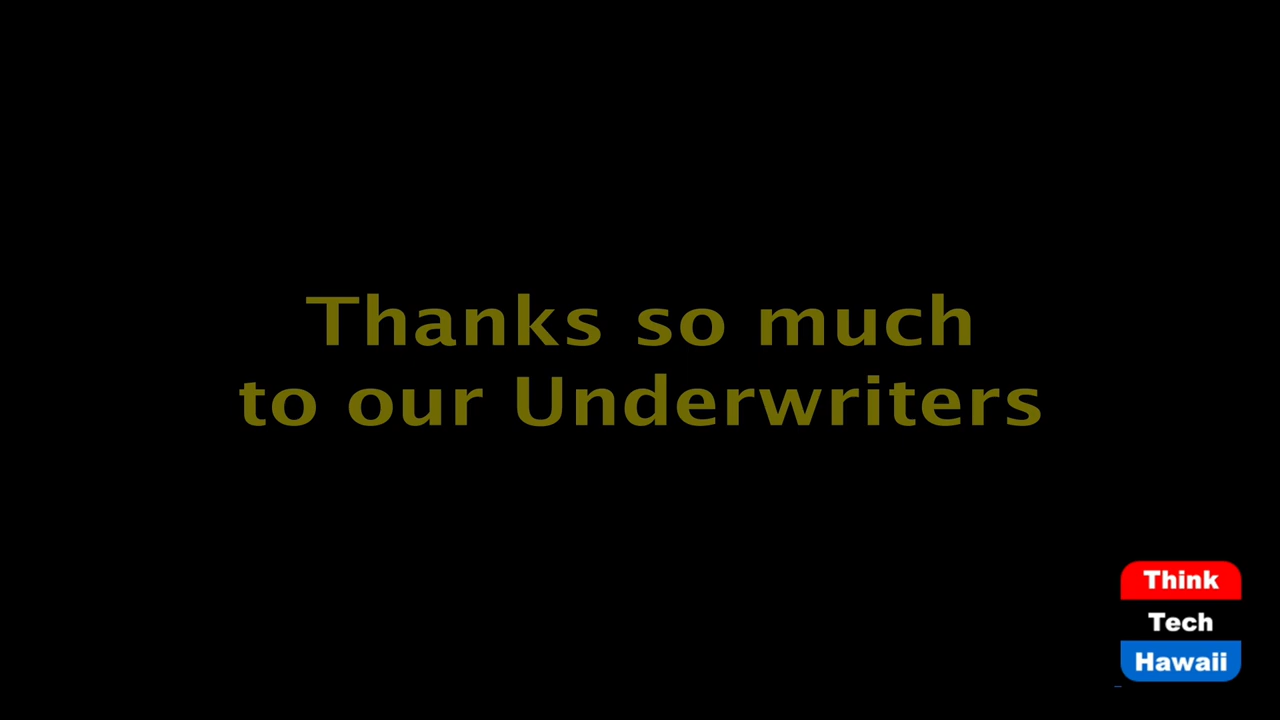 Thanks so much
to our Underwriters
Think
Tech
Hawaii